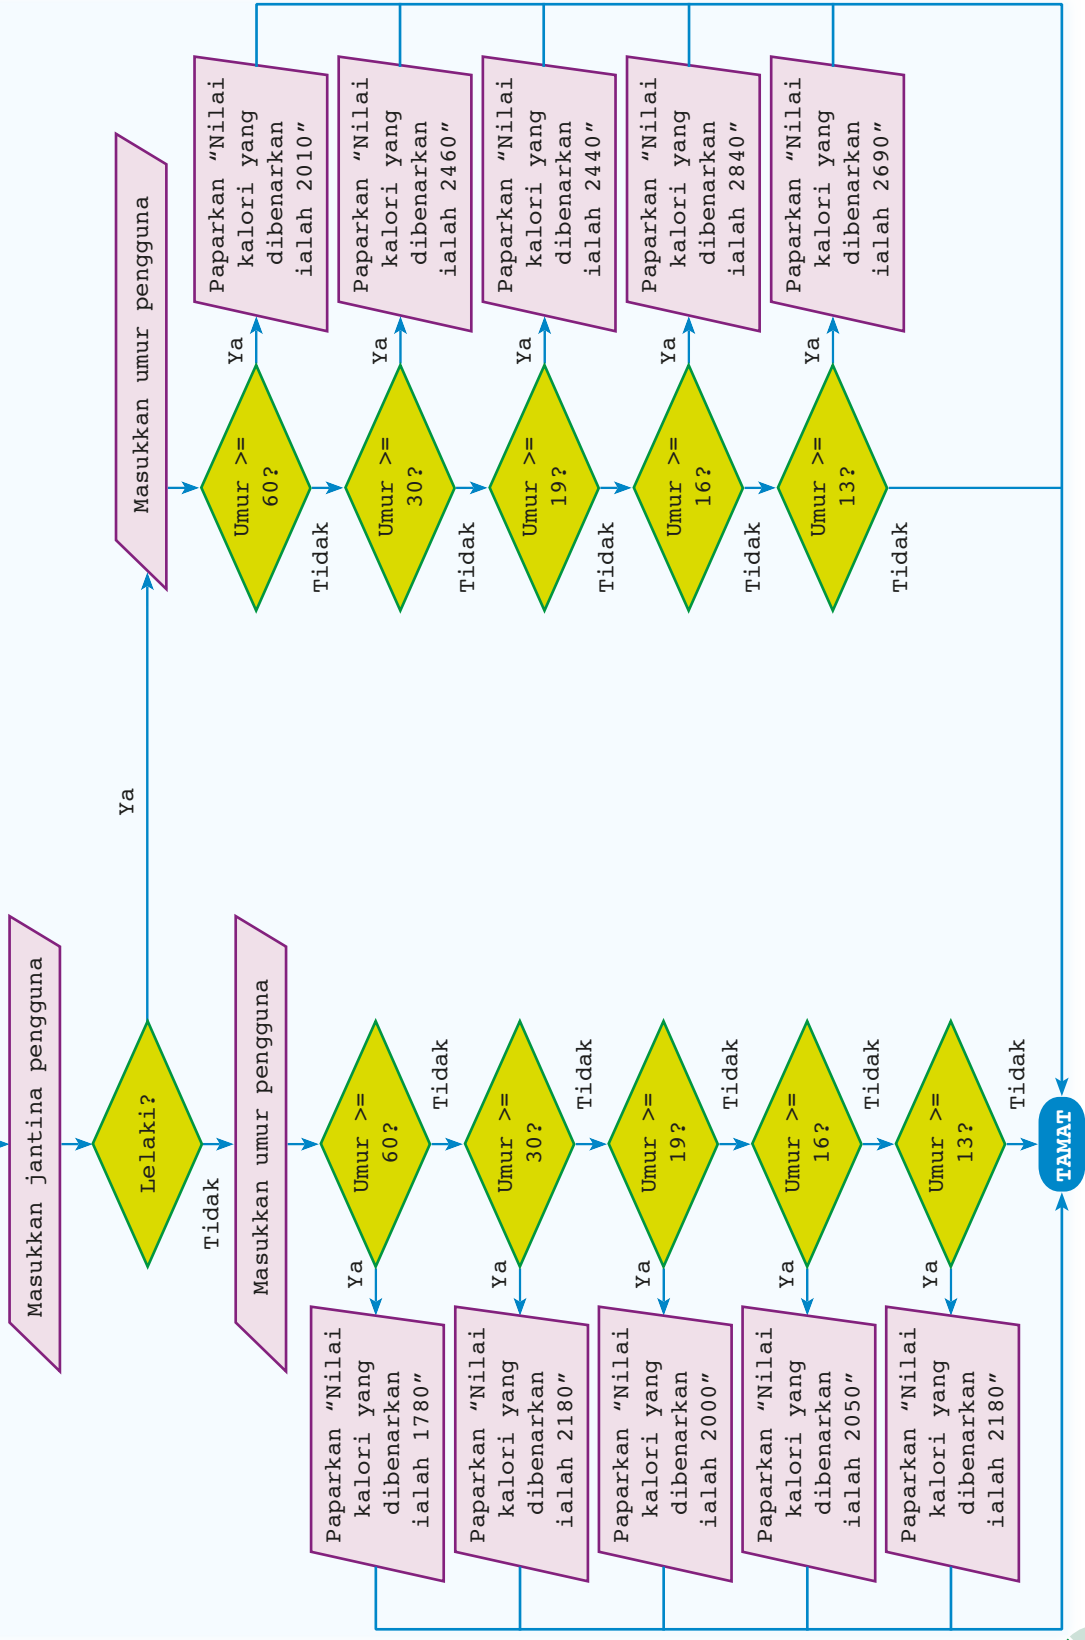 Masukkan jantina pengguna
Lelaki?
Ya
Tidak
Masukkan umur pengguna
Umur >=
60?
Ya
Paparkan “Nilai
kalori yang
dibenarkan
ialah 1780”
Tidak
Umur >=
30?
Ya
Paparkan “Nilai
kalori yang
dibenarkan
ialah 2180”
Tidak
Umur >=
19?
Ya
Paparkan “Nilai
kalori yang
dibenarkan
ialah 2000”
Tidak
Umur >=
16?
Ya
Paparkan “Nilai
kalori yang
dibenarkan
ialah 2050”
Tidak
Umur >=
13?
Ya
Paparkan “Nilai
kalori yang
dibenarkan
ialah 2180”
Tidak
Masukkan umur pengguna
Umur >=
60?
Ya
Paparkan “Nilai
kalori yang
dibenarkan
ialah 2010”
Tidak
Umur >=
30?
Ya
Paparkan “Nilai
kalori yang
dibenarkan
ialah 2460”
Tidak
Umur >=
19?
Ya
Paparkan “Nilai
kalori yang
dibenarkan
ialah 2440”
Tidak
Umur >=
16?
Ya
Paparkan “Nilai
kalori yang
dibenarkan
ialah 2840”
Tidak
Umur >=
13?
Ya
Paparkan “Nilai
kalori yang
dibenarkan
ialah 2690”
Tidak
TAMAT